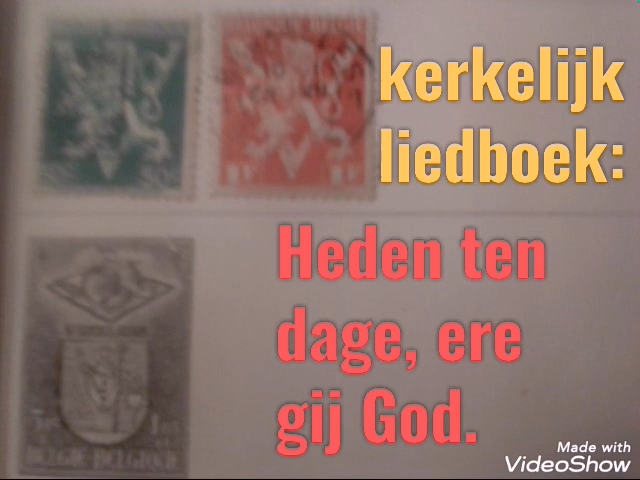 kerkelijk
liedboek:
Heden ten
dage, ere
gij God.
BELGIE-BELGIQUE
Made with
VideoShow